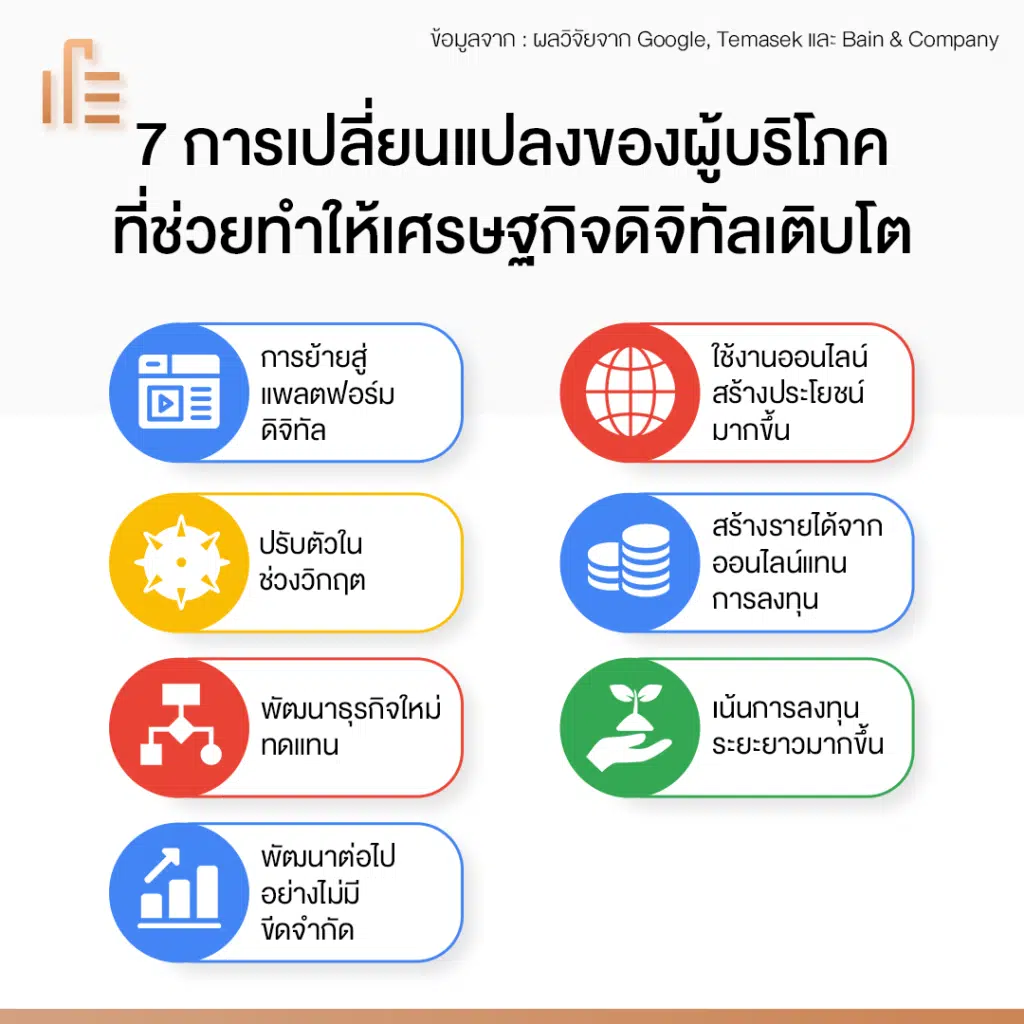 ข้อมูลจาก : ผลวิจัยจาก Google, Temasek และ Bain & Company
7 การเปลี่ยนแปลงของผู้บริโภค
ที่ช่วยทำให้เศรษฐกิจดิจิทัลเติบโต
การย้ายสู่
แพลตฟอร์ม
ดิจิทัล
ปรับตัวใน
ช่วงวิกฤต
พัฒนาธุรกิจใหม่
ทดแทน
พัฒนาต่อไป
อย่างไม่มี
ขีดจำกัด
ใช้งานออนไลน์
สร้างประโยชน์
มากขึ้น
สร้างรายได้จาก
ออนไลน์แทน
การลงทุน
เน้นการลงทุน
ระยะยาวมากขึ้น